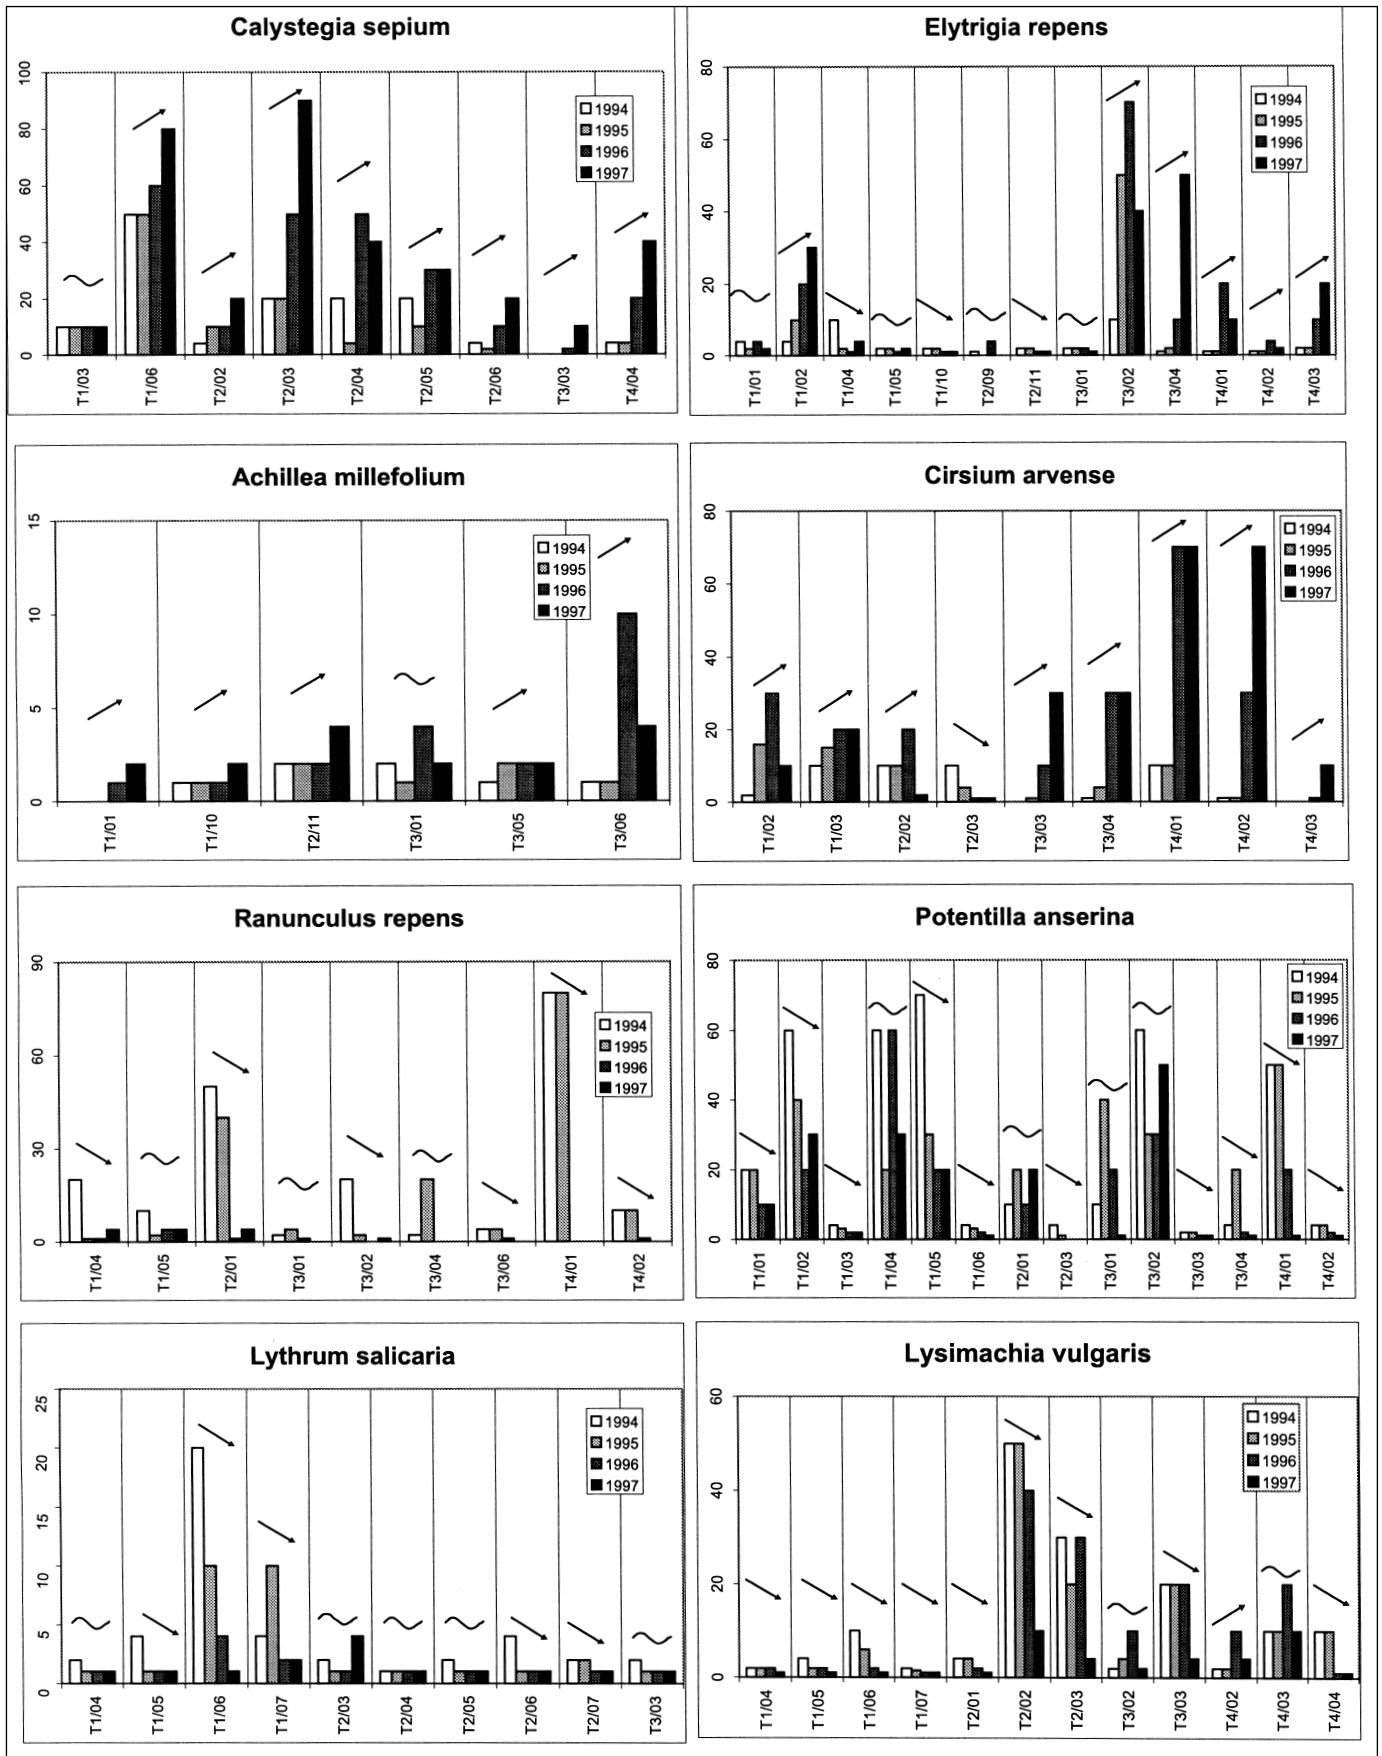 Calystegia sepium
100
80
60
40
20
0
1994
1995
1996
1997
T1/03
T1/06
T2/02
T2/03
T2/04
T2/05
T2/06
T3/03
T4/04
Elytrigia repens
80
60
40
20
0
1994
1995
1996
1997
T1/01
T1/02
T1/04
T1/05
T1/10
T2/09
T2/11
T3/01
T3/02
T3/04
T4/01
T4/02
T4/03
Achillea millefolium
15
10
5
0
1994
1995
1996
1997
T1/01
T1/10
T2/11
T3/01
T3/05
T3/06
Cirsium arvense
80
60
40
20
0
1994
1995
1996
1997
T1/02
T1/03
T2/02
T2/03
T3/03
T3/04
T4/01
T4/02
T4/03
Ranunculus repens
90
60
30
0
1994
1995
1996
1997
T1/04
T1/05
T2/01
T3/01
T3/02
T3/04
T3/06
T4/01
T4/02
Potentilla anserina
80
60
40
20
0
1994
1995
1996
1997
T1/01
T1/02
T1/03
T1/04
T1/05
T1/06
T2/01
T2/03
T3/01
T3/02
T3/03
T3/04
T4/01
T4/02
Lythrum salicaria
25
20
15
10
5
0
1994
1995
1996
1997
T1/04
T1/05
T1/06
T1/07
T2/03
T2/04
T2/05
T2/06
T2/07
T3/03
Lysimachia vulgaris
60
40
20
0
1994
1995
1996
1997
T1/04
T1/05
T1/06
T1/07
T2/01
T2/02
T2/03
T3/02
T3/03
T4/02
T4/03
T4/04